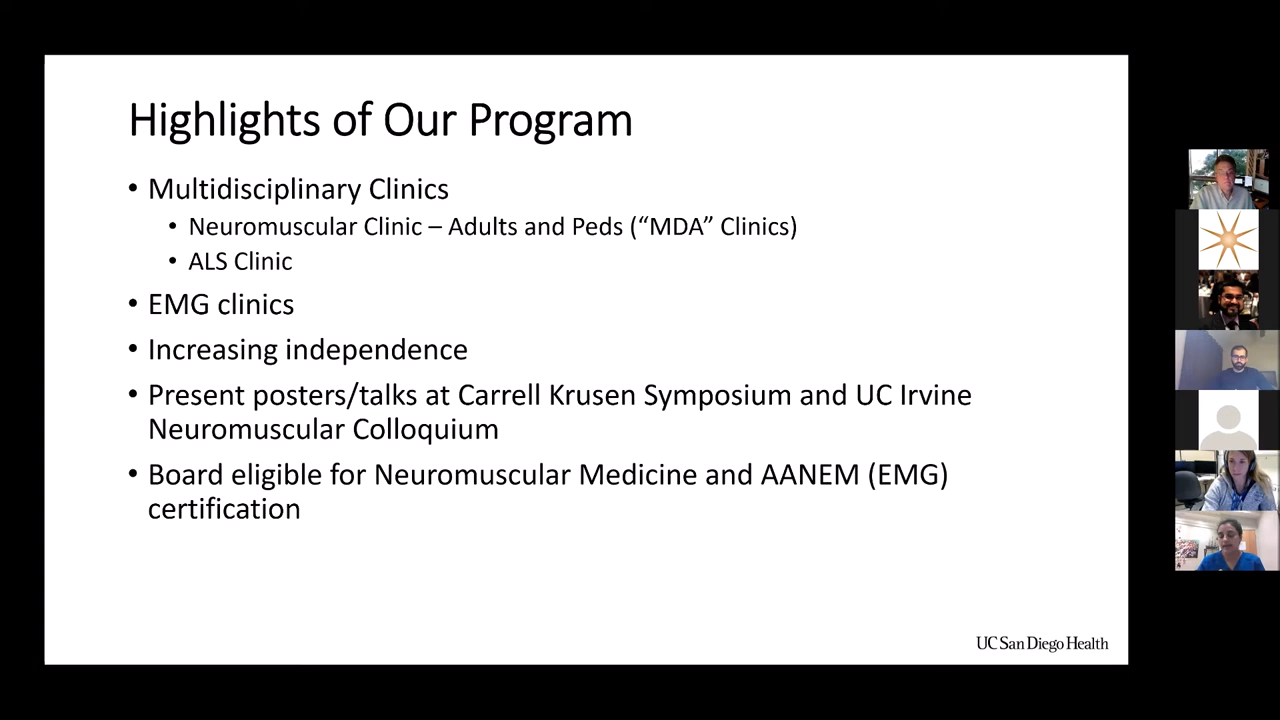 Highlights of Our Program
• Multidisciplinary Clinics
• Neuromuscular Clinic – Adults and Peds (“MDA” Clinics)
• ALS Clinic
• EMG clinics
• Increasing independence
• Present posters/talks at Carrell Krusen Symposium and UC Irvine
Neuromuscular Colloquium
• Board eligible for Neuromuscular Medicine and AANEM (EMG)
certification
UC San Diego Health